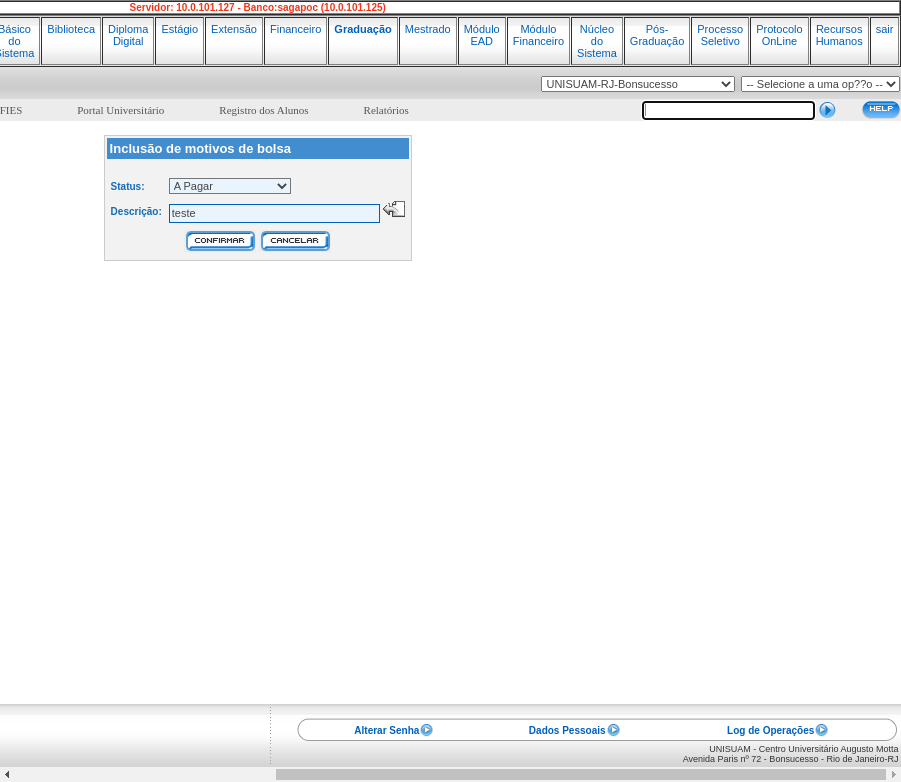 Servidor: 10.0.101.127 - Banco:sagapoc (10.0.101.125)
Básico do Sistema
Biblioteca
Diploma Digital
Estágio
Extensão
Financeiro
Graduação
Mestrado
Módulo EAD
Módulo Financeiro
Núcleo do Sistema
Pós-Graduação
Processo Seletivo
Protocolo OnLine
Recursos Humanos
sair
UNISUAM-RJ-Bonsucesso
-- Selecione a uma op??o --
FIES
Portal Universitário
Registro dos Alunos
Relatórios
HELP
Inclusão de motivos de bolsa
Status:
A Pagar
Descrição:
teste
CONFIRMAR
CANCELAR
Alterar Senha
Dados Pessoais
Log de Operações
UNISUAM - Centro Universitário Augusto Motta
Avenida Paris nº 72 - Bonsucesso - Rio de Janeiro-RJ